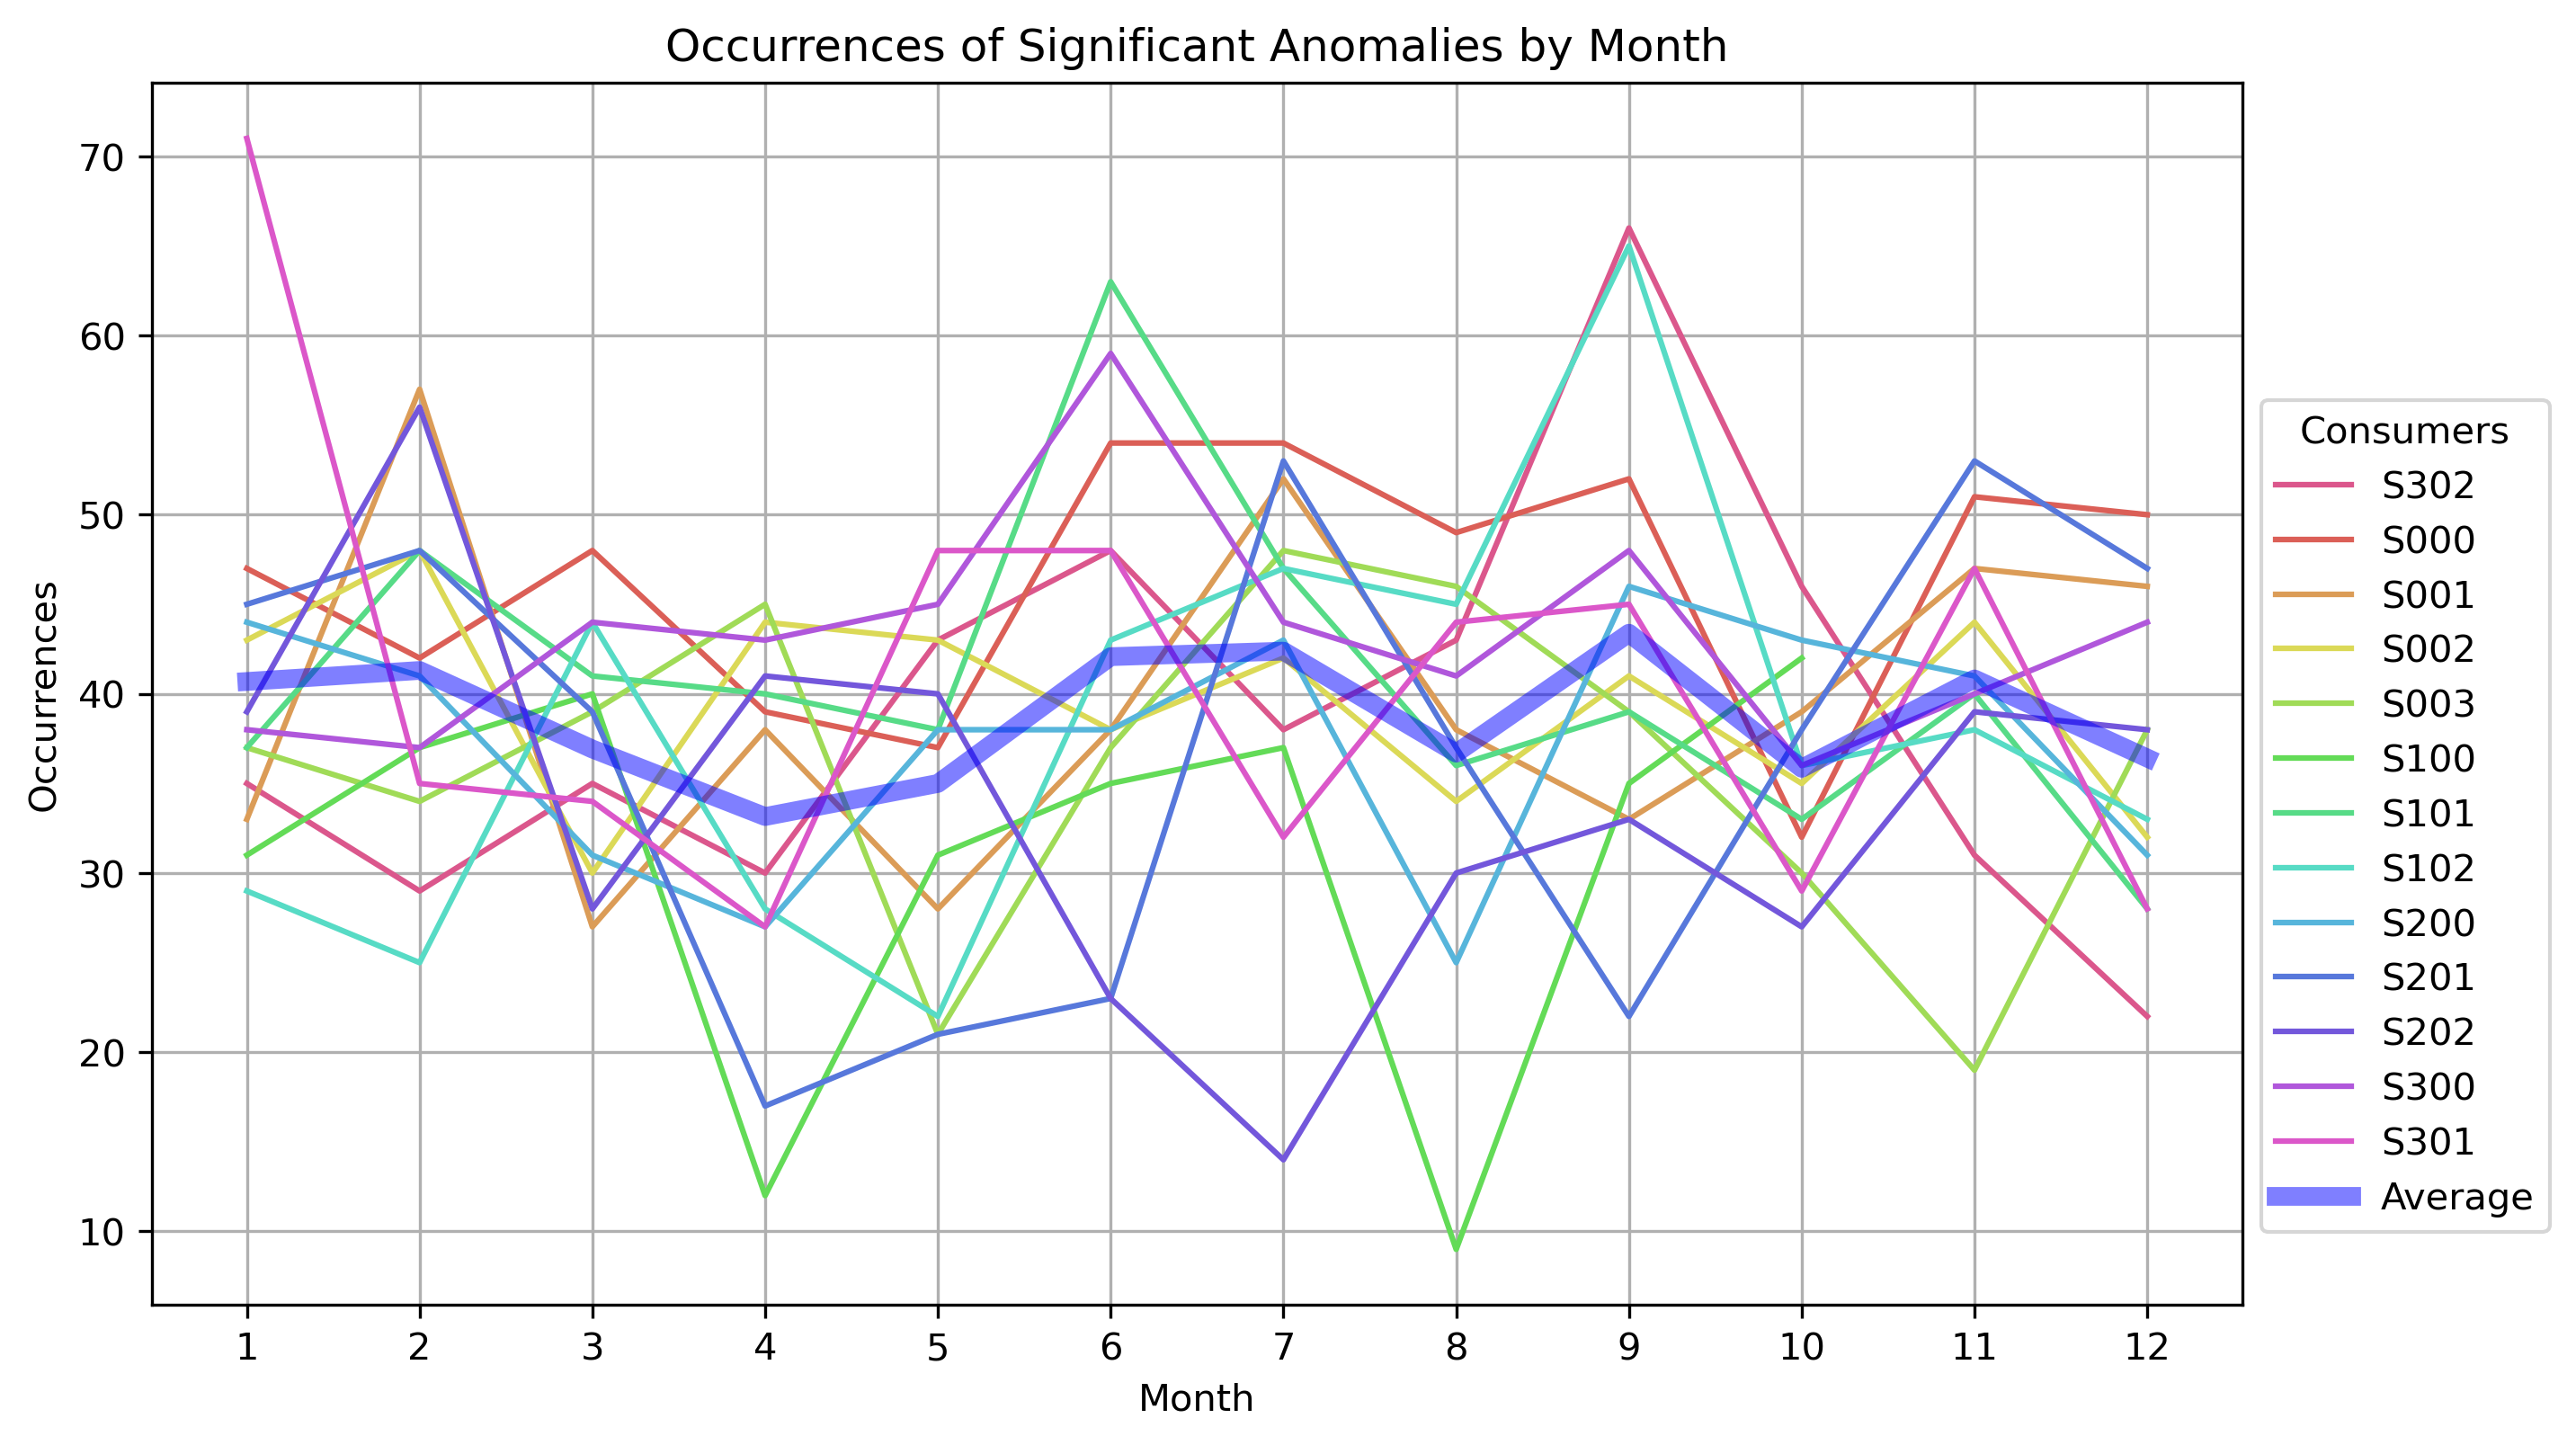 Occurrences of Significant Anomalies by Month
Occurrences
70
60
50
40
30
20
10
1 2 3 4 5 6 7 8 9 10 11 12
Month
Consumers
S302
S000
S001
S002
S003
S100
S101
S102
S200
S201
S202
S300
S301
Average